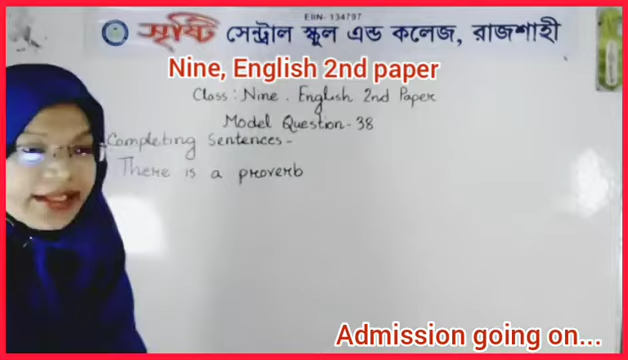 EIIN- 134797
সৃষ্টি সেন্ট্রাল স্কুল এন্ড কলেজ, রাজশাহী
Nine, English 2nd paper
Class : Nine . English 2nd Paper
Model Question - 38
Completing Sentences -
There is a proverb
Admission going on...